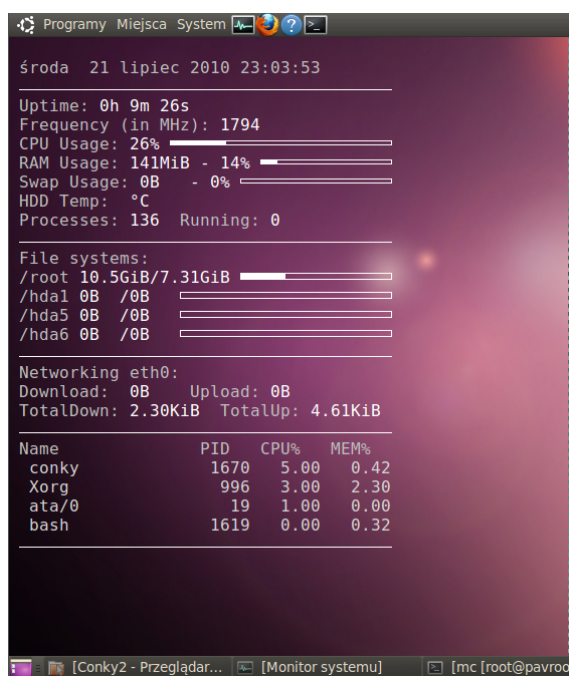 Programy Miejsca System
środa 21 lipiec 2010 23:03:53
Uptime: 0h 9m 26s
Frequency (in MHz): 1794
CPU Usage: 26%
RAM Usage: 141MiB - 14%
Swap Usage: 0B - 0%
HDD Temp: °C
Processes: 136 Running: 0
File systems:
/root 10.5GiB/7.31GiB
/hda1 0B /0B
/hda5 0B /0B
/hda6 0B /0B
Networking eth0:
Download: 0B Upload: 0B
TotalDown: 2.30KiB TotalUp: 4.61KiB
Name PID CPU% MEM%
conky 1670 5.00 0.42
Xorg 996 3.00 2.30
ata/0 19 1.00 0.00
bash 1619 0.00 0.32
[Conky2 - Przeglądar... [Monitor systemu] [mc [root@pavroo